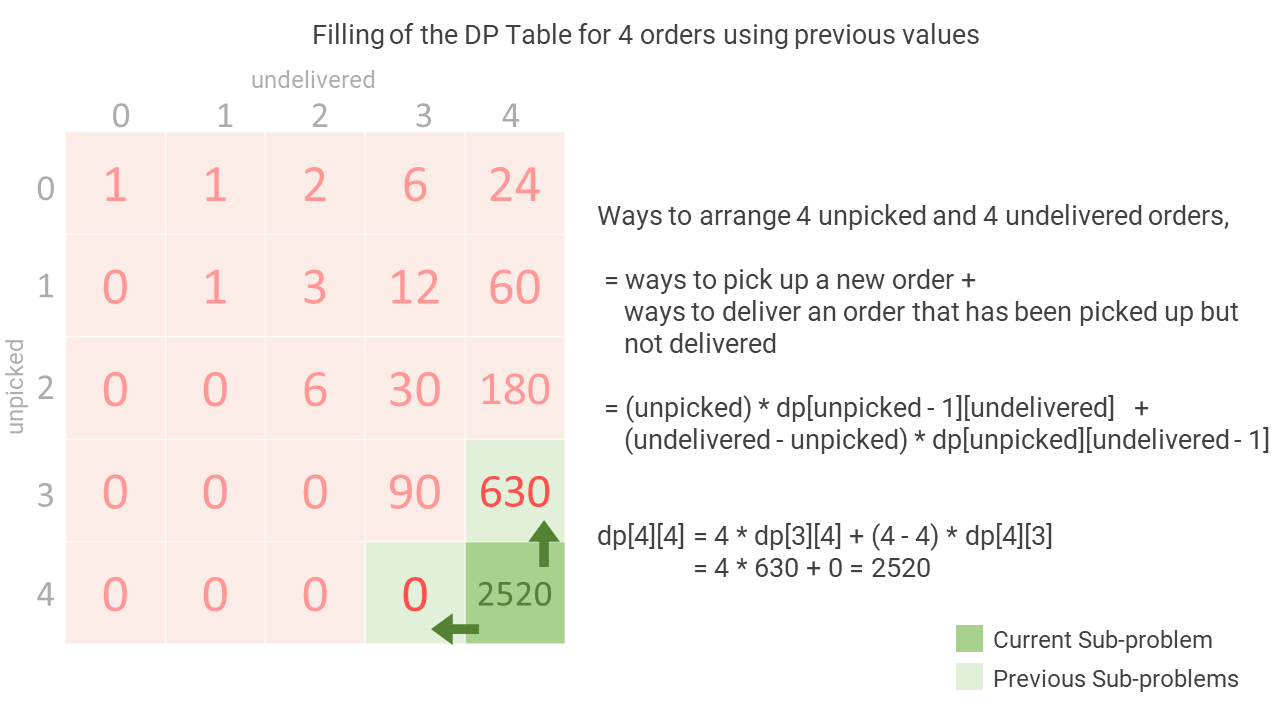 Filling of the DP Table for 4 orders using previous values
undelivered
0 1 2 3 4
unpicked
0 1 1 2 6 24
1 0 1 3 12 60
2 0 0 6 30 180
3 0 0 0 90 630
4 0 0 0 0 2520
Ways to arrange 4 unpicked and 4 undelivered orders,
= ways to pick up a new order +
ways to deliver an order that has been picked up but
not delivered
= (unpicked) * dp[unpicked - 1][undelivered] +
(undelivered - unpicked) * dp[unpicked][undelivered - 1]
dp[4][4] = 4 * dp[3][4] + (4 - 4) * dp[4][3]
= 4 * 630 + 0 = 2520
Current Sub-problem
Previous Sub-problems